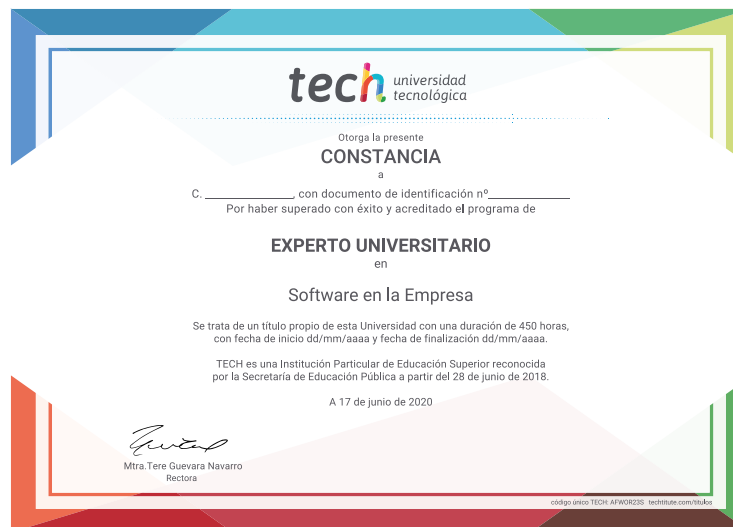 tech universidad
tecnológica
Otorga la presente
CONSTANCIA
a
C. ______________, con documento de identificación nº______________
Por haber superado con éxito y acreditado el programa de
EXPERTO UNIVERSITARIO
en
Software en la Empresa
Se trata de un título propio de esta Universidad con una duración de 450 horas,
con fecha de inicio dd/mm/aaaa y fecha de finalización dd/mm/aaaa.
TECH es una Institución Particular de Educación Superior reconocida
por la Secretaría de Educación Pública a partir del 28 de junio de 2018.
A 17 de junio de 2020
Mtra.Tere Guevara Navarro
Rectora
código único TECH: AFWOR23S techtitute.com/titulos